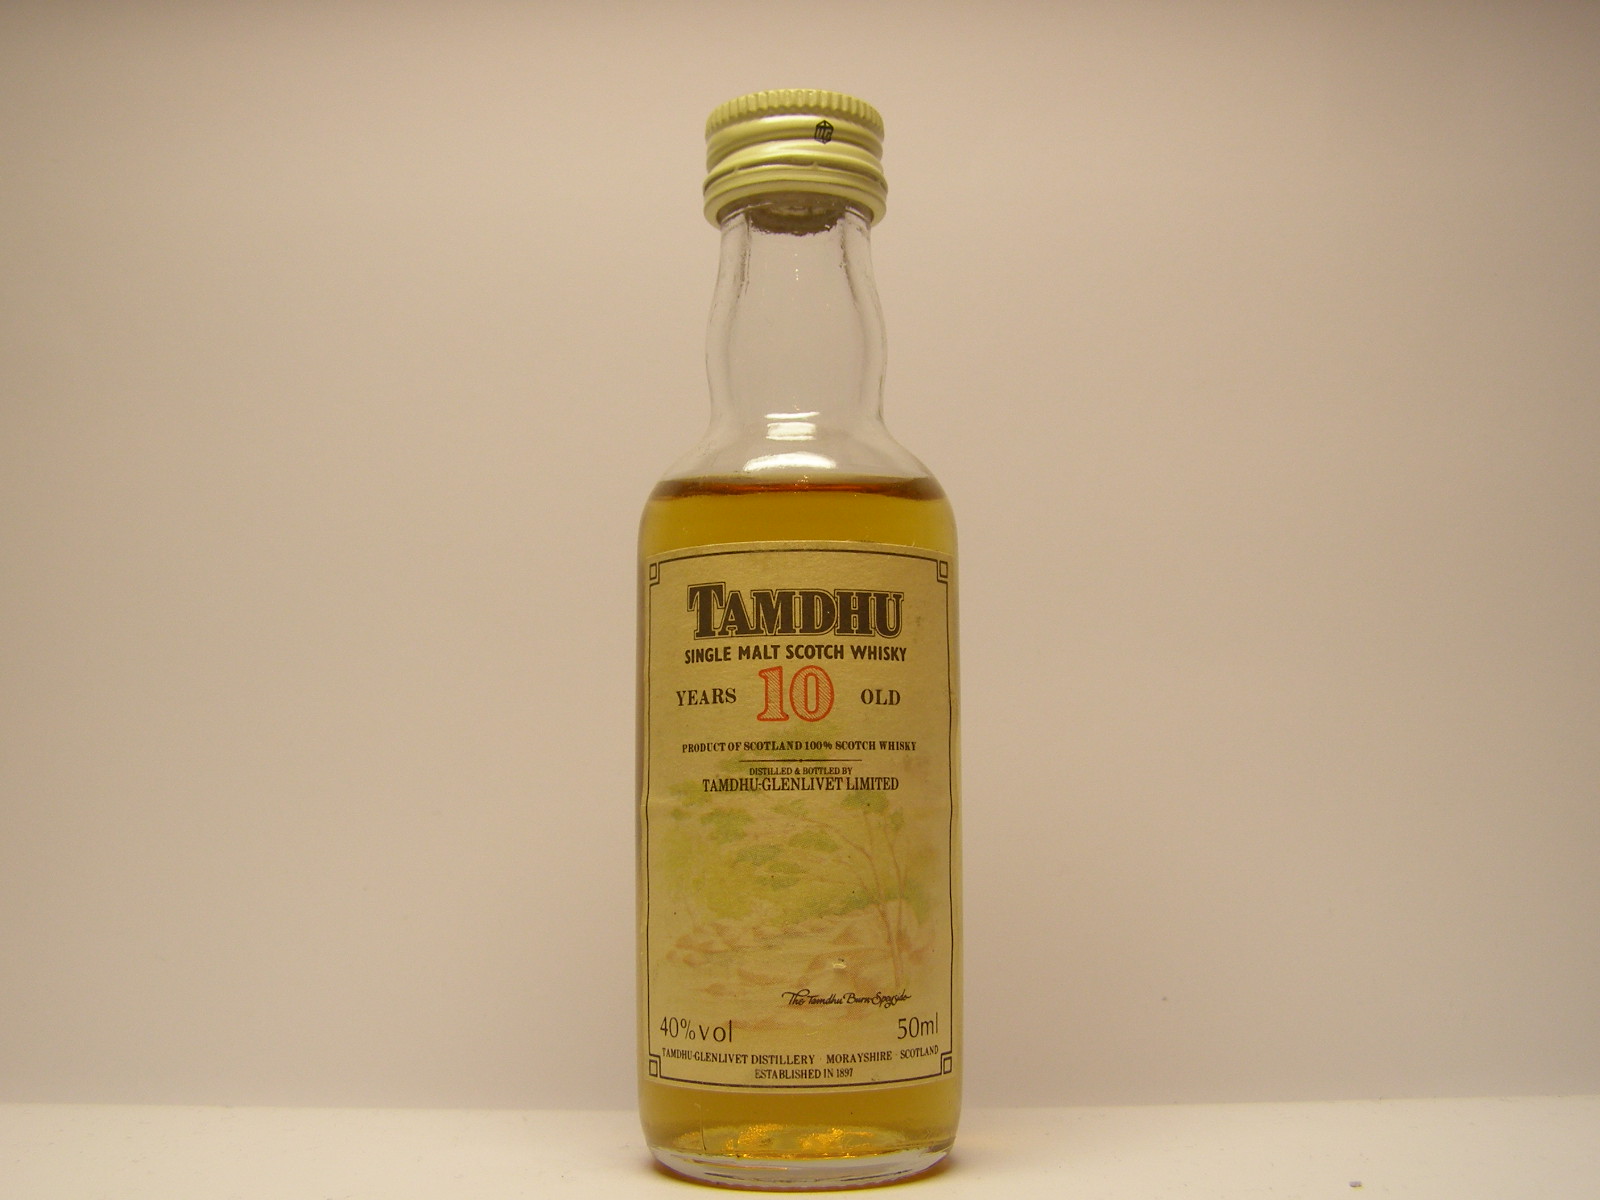 TAMDHU
SINGLE MALT SCOTCH WHISKY
YEARS 10 OLD
PRODUCT OF SCOTLAND 100% SCOTCH WHISKY
DISTILLED & BOTTLED BY
TAMDHU-GLENLIVET LIMITED
The Tamdhu Burn-Speyside
40%vol 50ml
TAMDHU-GLENLIVET DISTILLERY · MORAYSHIRE · SCOTLAND
ESTABLISHED IN 1897